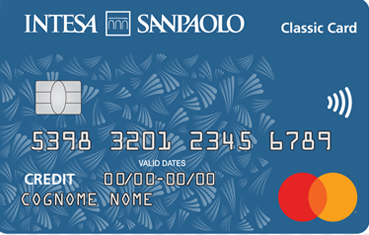 INTESA SANPAOLO
Classic Card
5398 3201 2345 6789
VALID DATES
CREDIT 00/00-00/00
COGNOME NOME